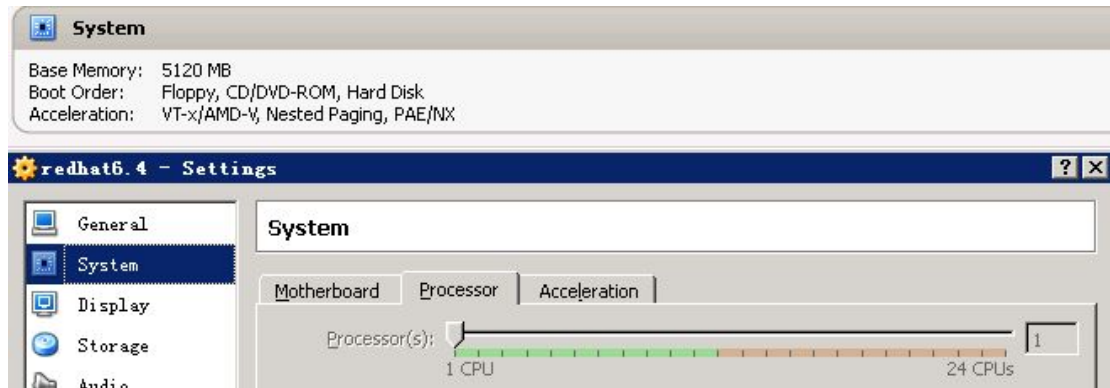 System
Base Memory: 5120 MB
Boot Order: Floppy, CD/DVD-ROM, Hard Disk
Acceleration: VT-x/AMD-V, Nested Paging, PAE/NX
redhat6.4 - Settings
? X
General
System
Display
Storage
Audio
System
Motherboard Processor Acceleration
Processor(s): 1
1 CPU 24 CPUs